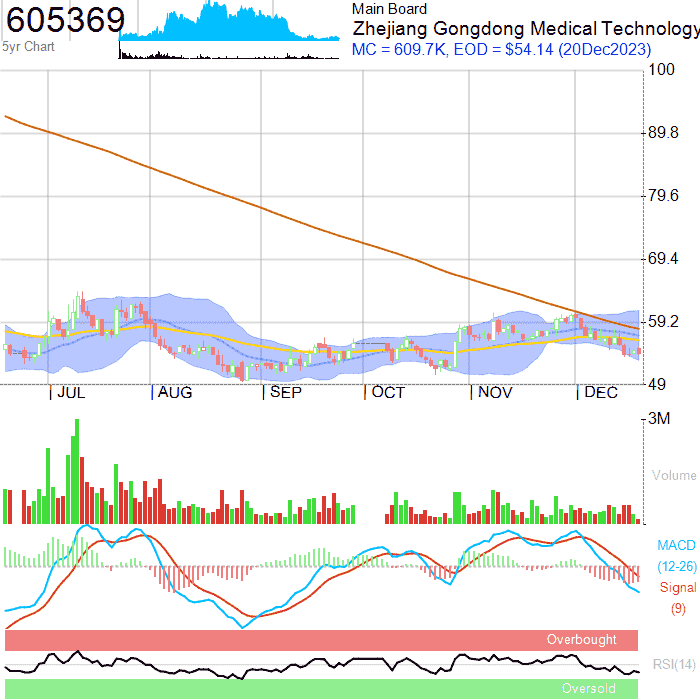 605369
5yr Chart
Main Board
Zhejiang Gongdong Medical Technology
MC = 609.7K, EOD = $54.14 (20Dec2023)
100
89.8
79.6
69.4
59.2
49
JUL
AUG
SEP
OCT
NOV
DEC
3M
Volume
MACD
(12-26)
Signal
(9)
Overbought
RSI(14)
Oversold